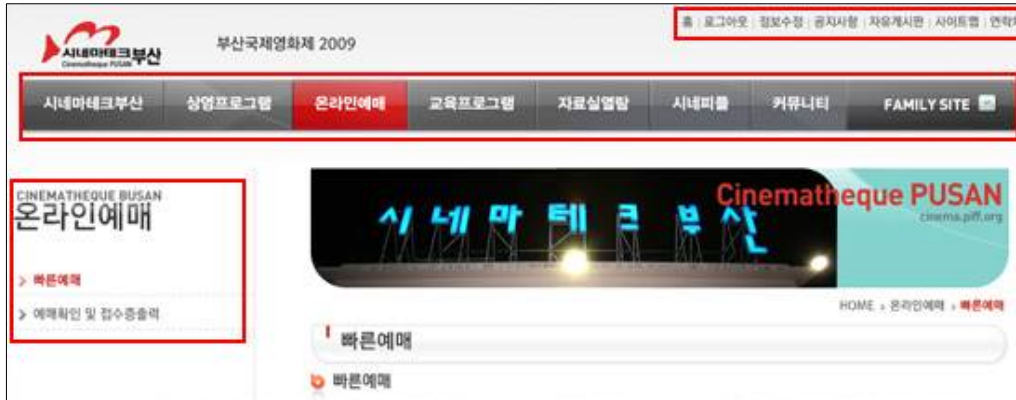 홈 | 로그아웃 | 정보수정 | 공지사항 | 자유게시판 | 사이트맵 | 연락처
시네마테크부산
Cinematheque PUSAN
부산국제영화제 2009
시네마테크부산 상영프로그램 온라인예매 교육프로그램 자료실열람 시네피플 커뮤니티 FAMILY SITE
CINEMATHEQUE BUSAN
온라인예매
빠른예매
예매확인 및 접수증출력
시네마테크부산
Cinematheque PUSAN
cinema.piff.org
HOME > 온라인예매 > 빠른예매
빠른예매
빠른예매